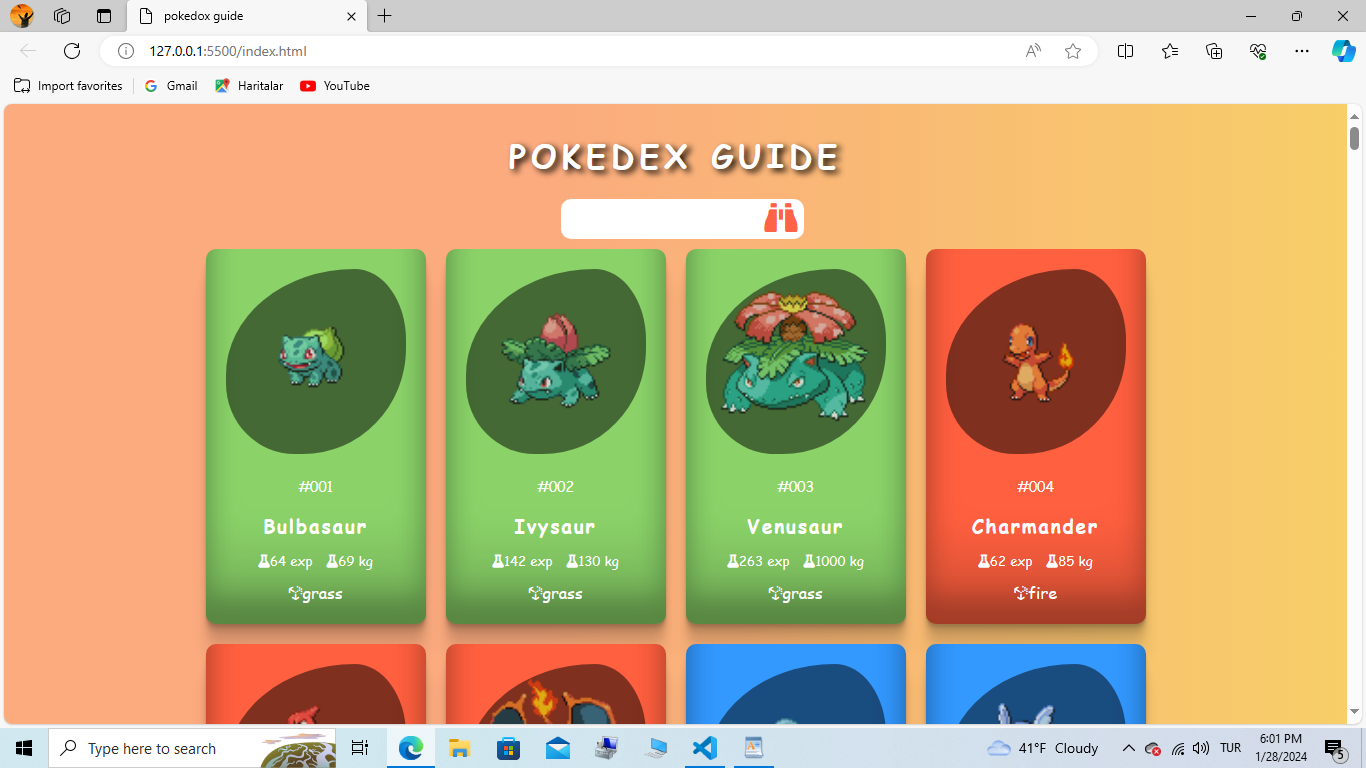 pokedox guide
127.0.0.1:5500/index.html
Import favorites Gmail Haritalar YouTube
POKEDEX GUIDE
#001 #002 #003 #004
Bulbasaur Ivysaur Venusaur Charmander
64 exp 69 kg 142 exp 130 kg 263 exp 1000 kg 62 exp 85 kg
grass grass grass fire
Type here to search
41°F Cloudy
TUR
6:01 PM
1/28/2024
5